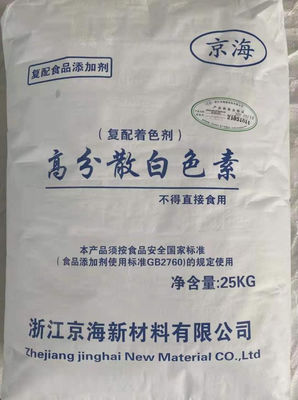 京海
复配食品添加剂
（复配着色剂）
高分散白色素
不得直接食用
本产品须按食品安全国家标准
（食品添加剂使用标准GB2760)的规定使用
净含量:25KG
浙江京海新材料有限公司
Zhejiang jinghai New Material CO.,Ltd